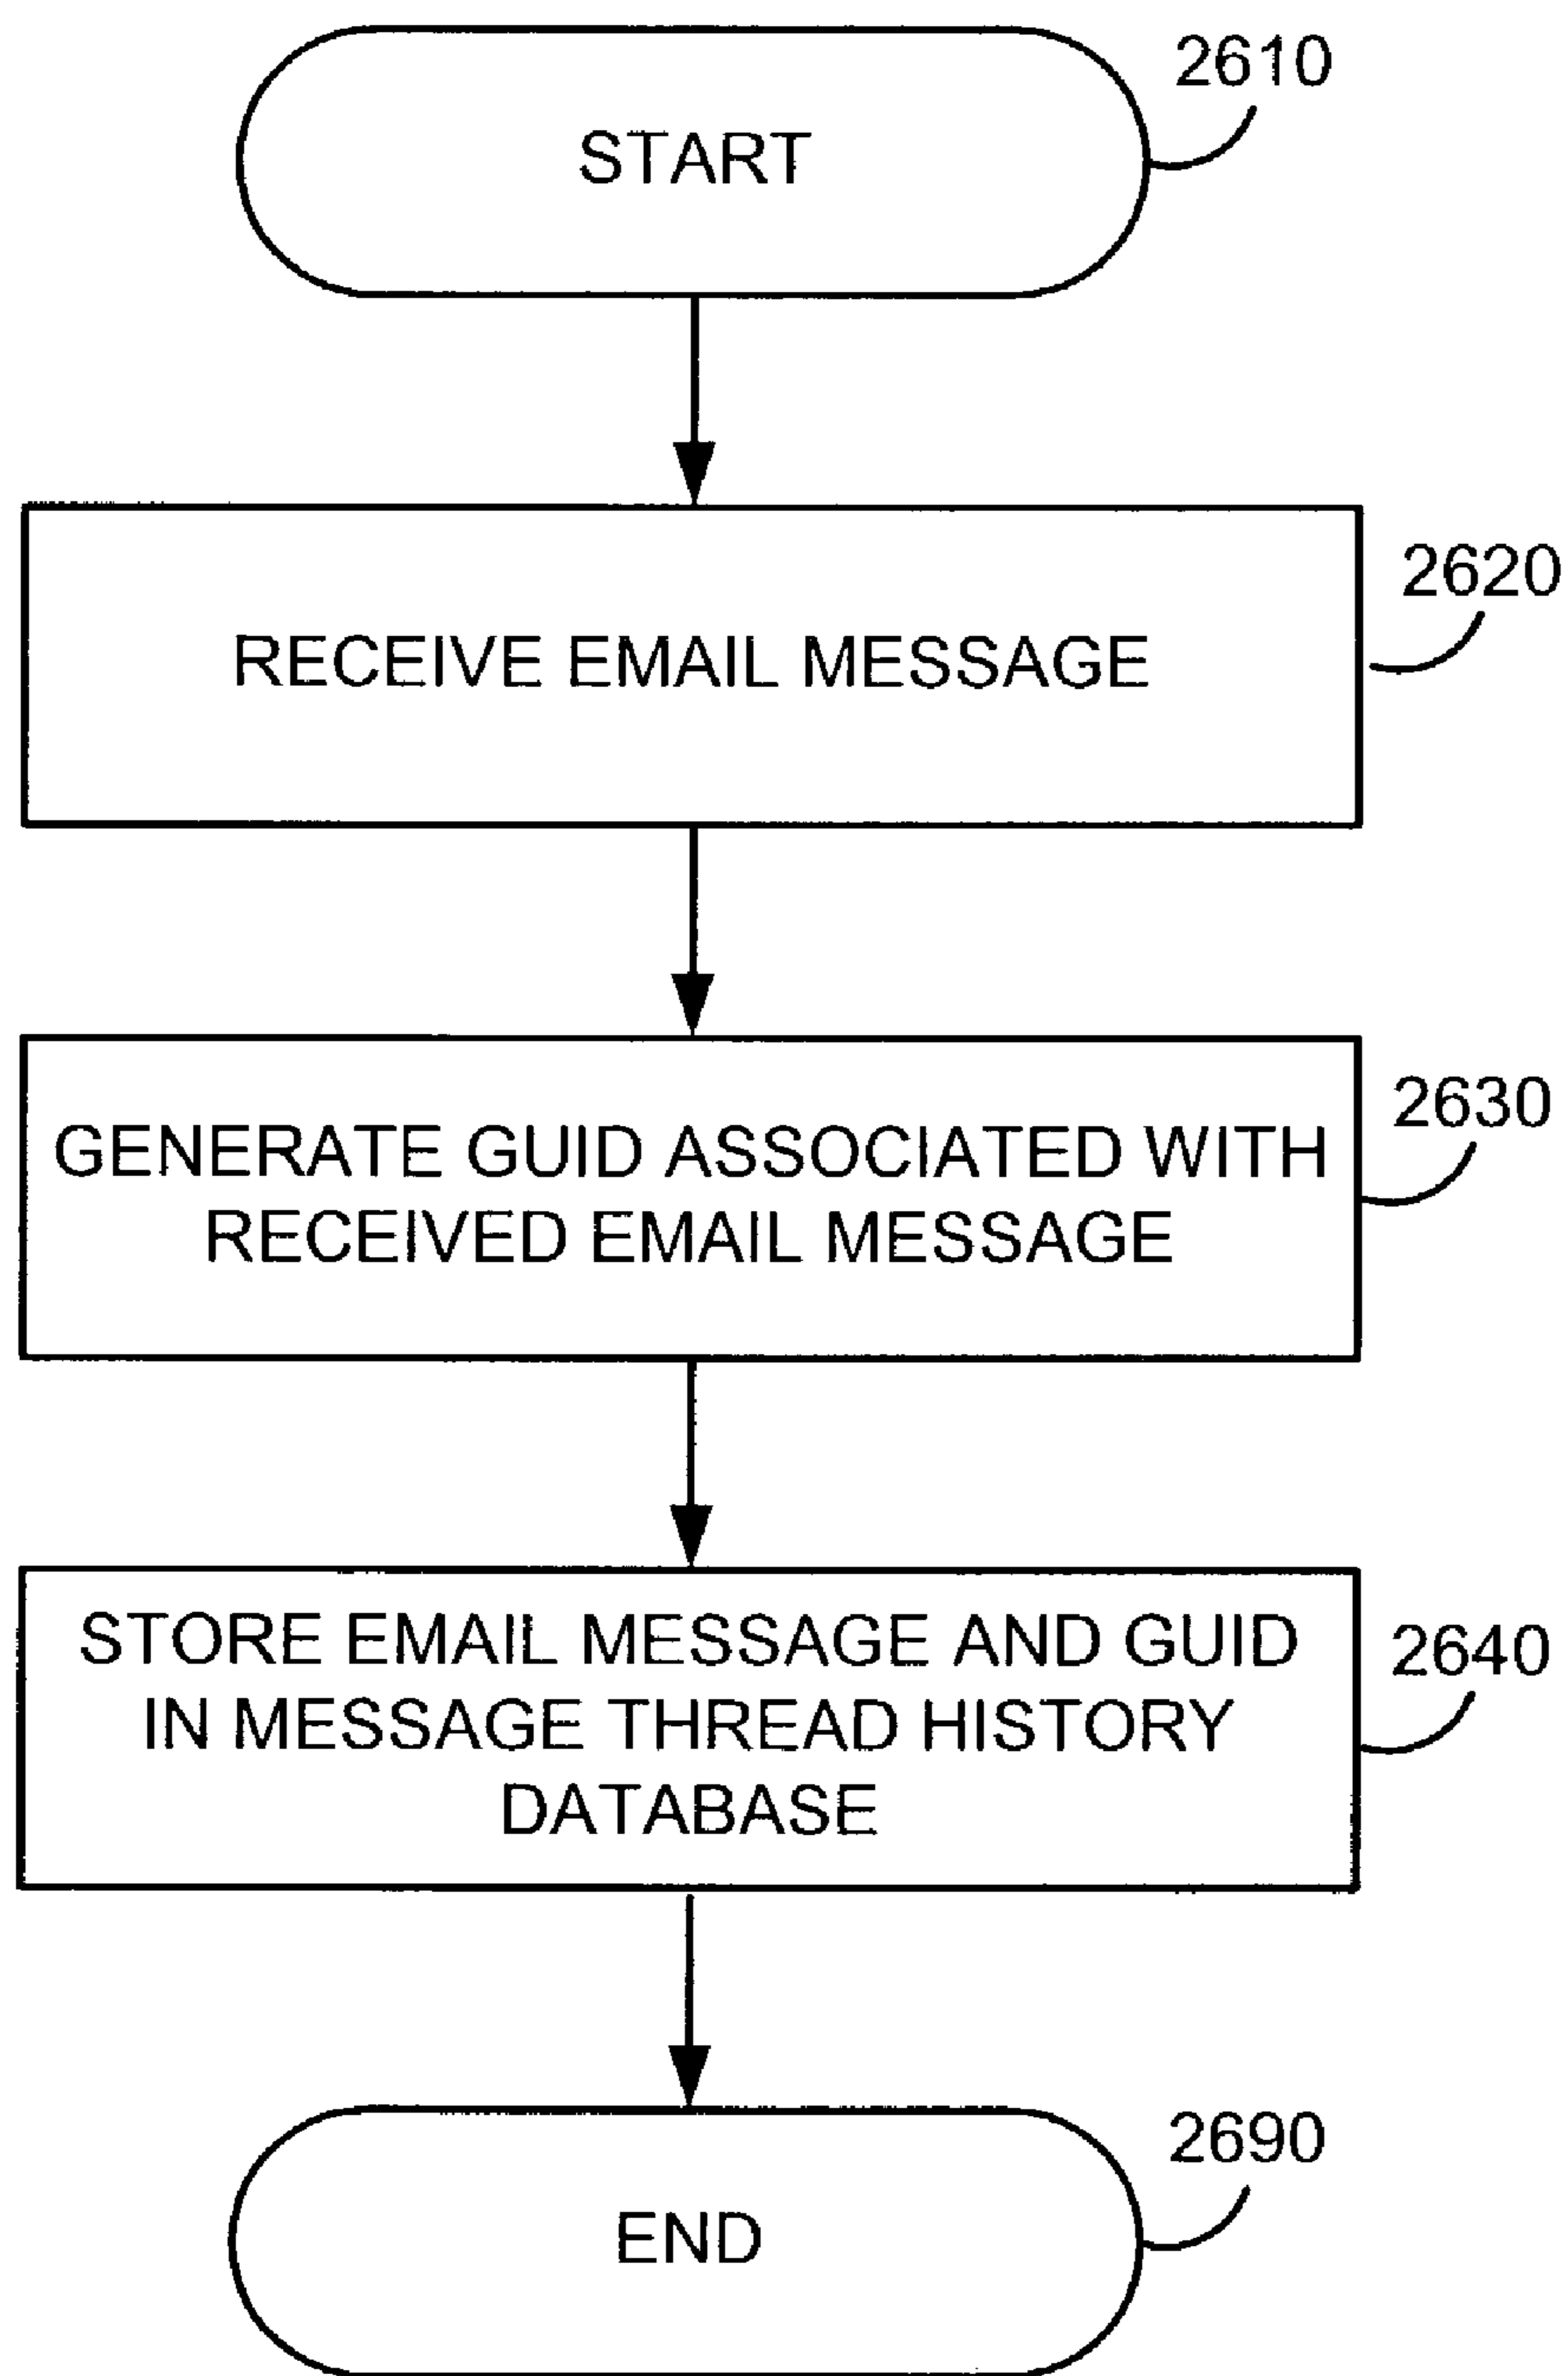 2610
START
2620
RECEIVE EMAIL MESSAGE
2630
GENERATE GUID ASSOCIATED WITH
RECEIVED EMAIL MESSAGE
2640
STORE EMAIL MESSAGE AND GUID
IN MESSAGE THREAD HISTORY
DATABASE
2690
END